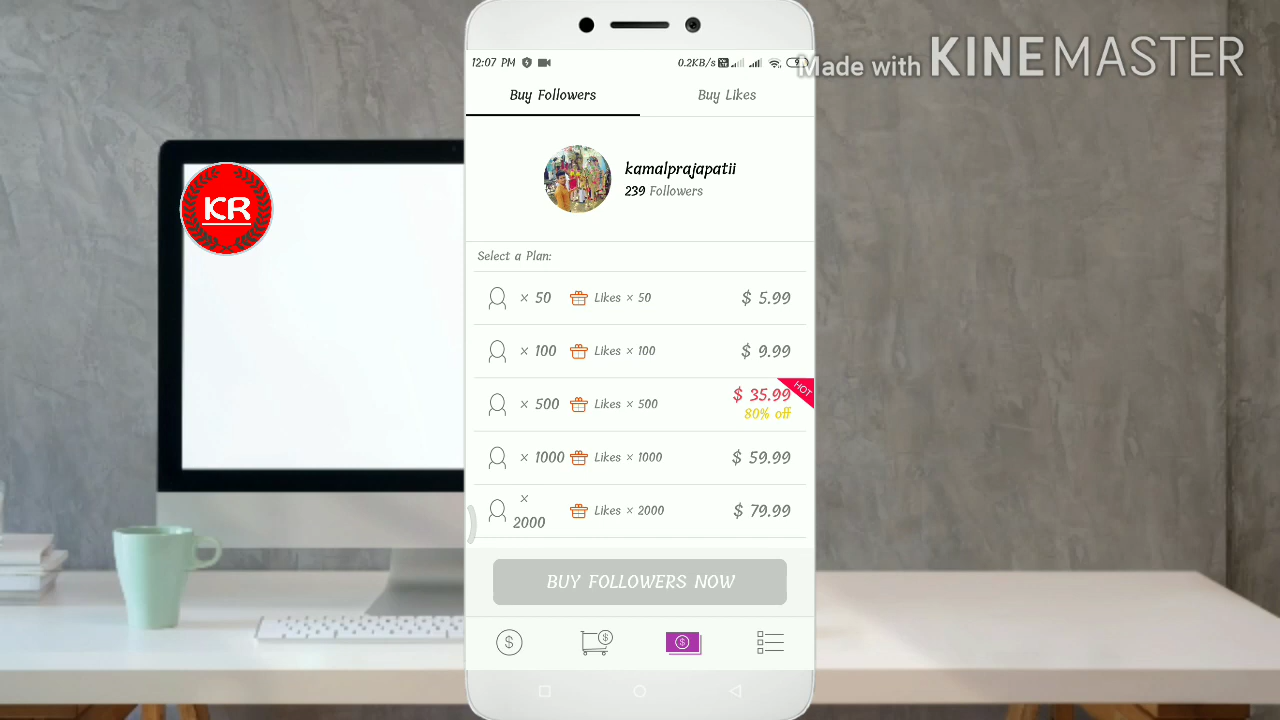 Made with KINEMASTER
12:07 PM
0.2KB/s
Buy Followers
Buy Likes
KR
kamalprajapatii
239 Followers
Select a Plan:
× 50 Likes × 50 $ 5.99
× 100 Likes × 100 $ 9.99
HOT
× 500 Likes × 500 $ 35.99
80% off
× 1000 Likes × 1000 $ 59.99
× 2000 Likes × 2000 $ 79.99
BUY FOLLOWERS NOW